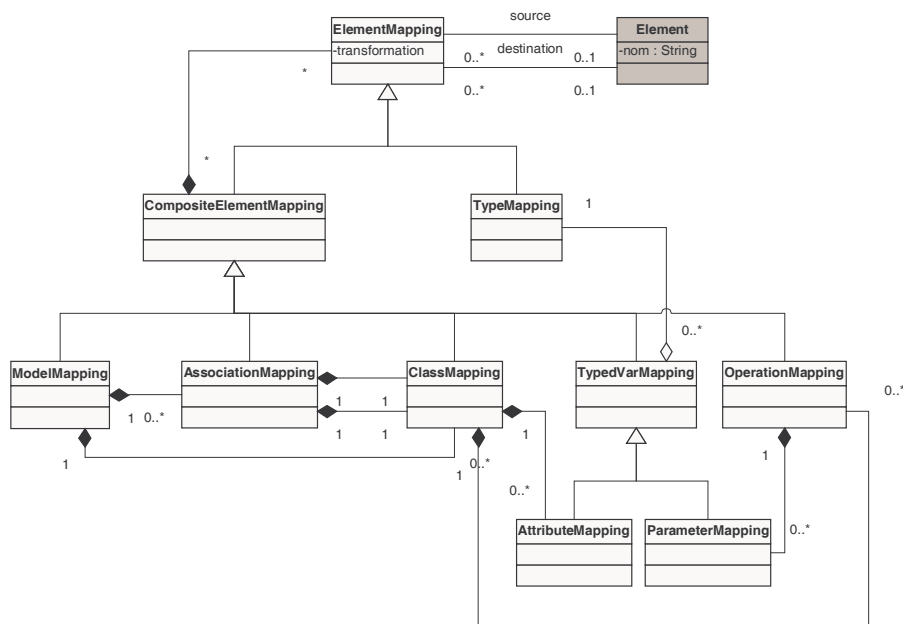 source
ElementMapping
Element
-transformation
0..*
destination
0..1
-nom : String
*
0..*
0..1
*
CompositeElementMapping
TypeMapping
1
0..*
ModelMapping
AssociationMapping
ClassMapping
TypedVarMapping
OperationMapping
0..*
1
0..*
1
1
1
1
1
1
1
0..*
1
1
0..*
0..*
AttributeMapping
ParameterMapping